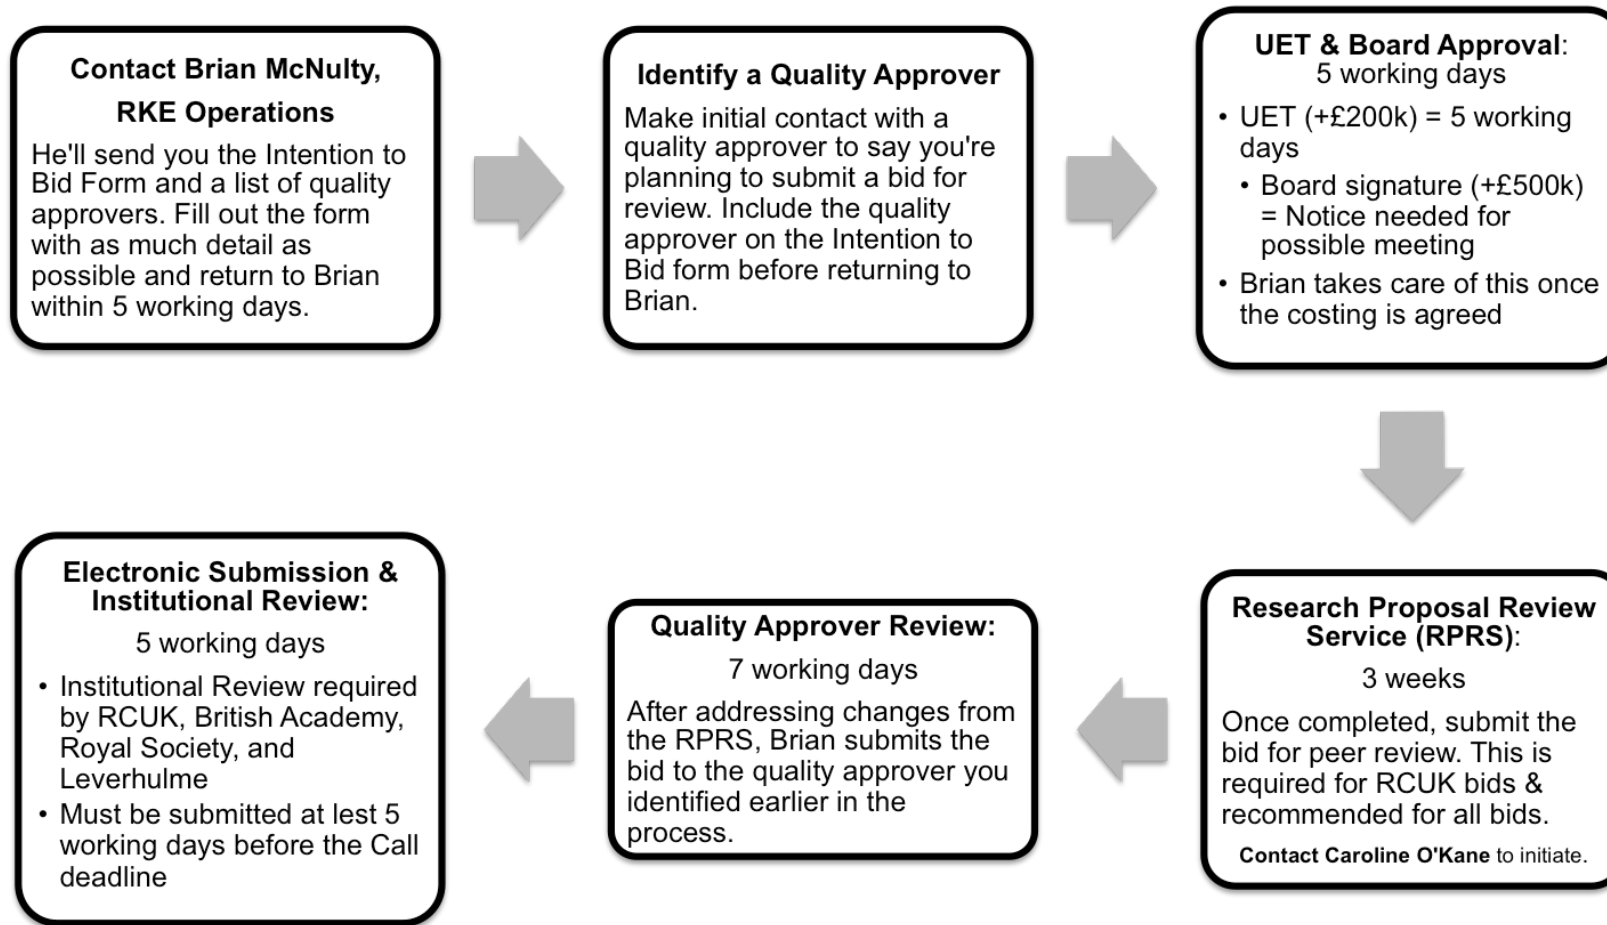 Contact Brian McNulty,
RKE Operations
He'll send you the Intention to
Bid Form and a list of quality
approvers. Fill out the form
with as much detail as
possible and return to Brian
within 5 working days.
Identify a Quality Approver
Make initial contact with a
quality approver to say you're
planning to submit a bid for
review. Include the quality
approver on the Intention to
Bid form before returning to
Brian.
UET & Board Approval:
5 working days
• UET (+£200k) = 5 working
days
• Board signature (+£500k)
= Notice needed for
possible meeting
• Brian takes care of this once
the costing is agreed
Research Proposal Review
Service (RPRS):
3 weeks
Once completed, submit the
bid for peer review. This is
required for RCUK bids &
recommended for all bids.
Contact Caroline O'Kane to initiate.
Quality Approver Review:
7 working days
After addressing changes from
the RPRS, Brian submits the
bid to the quality approver you
identified earlier in the
process.
Electronic Submission &
Institutional Review:
5 working days
• Institutional Review required
by RCUK, British Academy,
Royal Society, and
Leverhulme
• Must be submitted at lest 5
working days before the Call
deadline